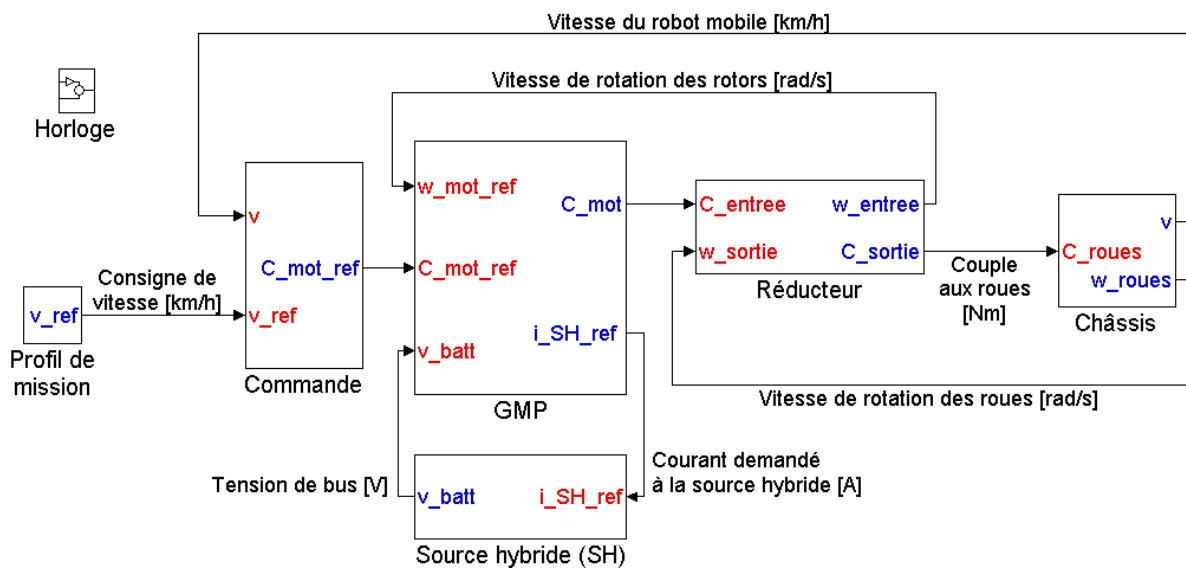 Vitesse du robot mobile [km/h]
Horloge
Vitesse de rotation des rotors [rad/s]
v
C_mot_ref
v_ref
Commande
Consigne de
vitesse [km/h]
v_ref
Profil de
mission
w_mot_ref
C_mot
C_mot_ref
i_SH_ref
v_batt
GMP
C_entree
w_entree
w_sortie
C_sortie
Réducteur
Couple
aux roues
[Nm]
v
C_roues
w_roues
Châssis
Vitesse de rotation des roues [rad/s]
Tension de bus [V]
Courant demandé
à la source hybride [A]
v_batt
i_SH_ref
Source hybride (SH)